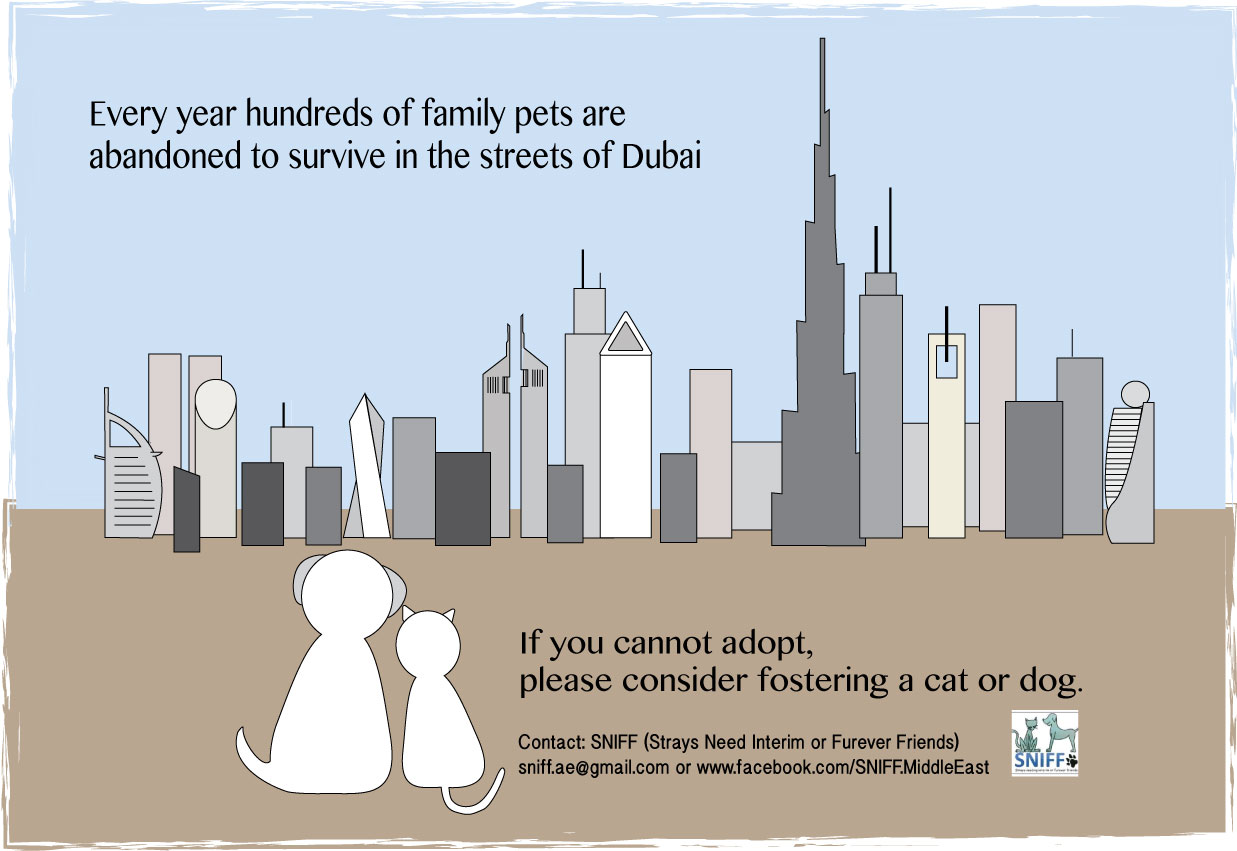 Every year hundreds of family pets are
abandoned to survive in the streets of Dubai
If you cannot adopt,
please consider fostering a cat or dog.
Contact: SNIFF (Strays Need Interim or Furever Friends)
sniff.ae@gmail.com or www.facebook.com/SNIFF.MiddleEast
SNIFF